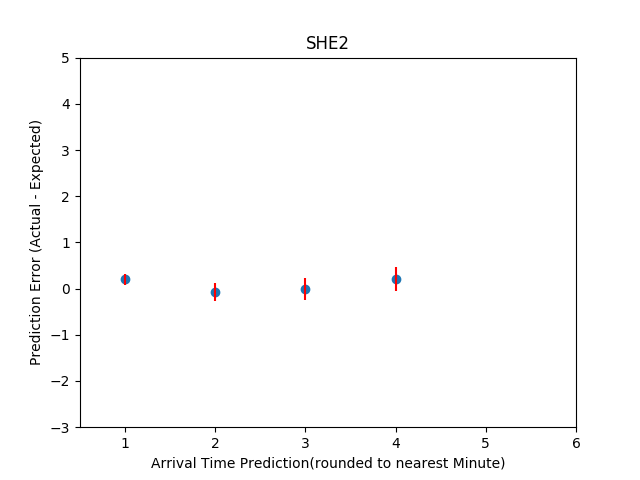 SHE2
Prediction Error (Actual - Expected)
5
4
3
2
1
0
−1
−2
−3
1 2 3 4 5 6
Arrival Time Prediction(rounded to nearest Minute)